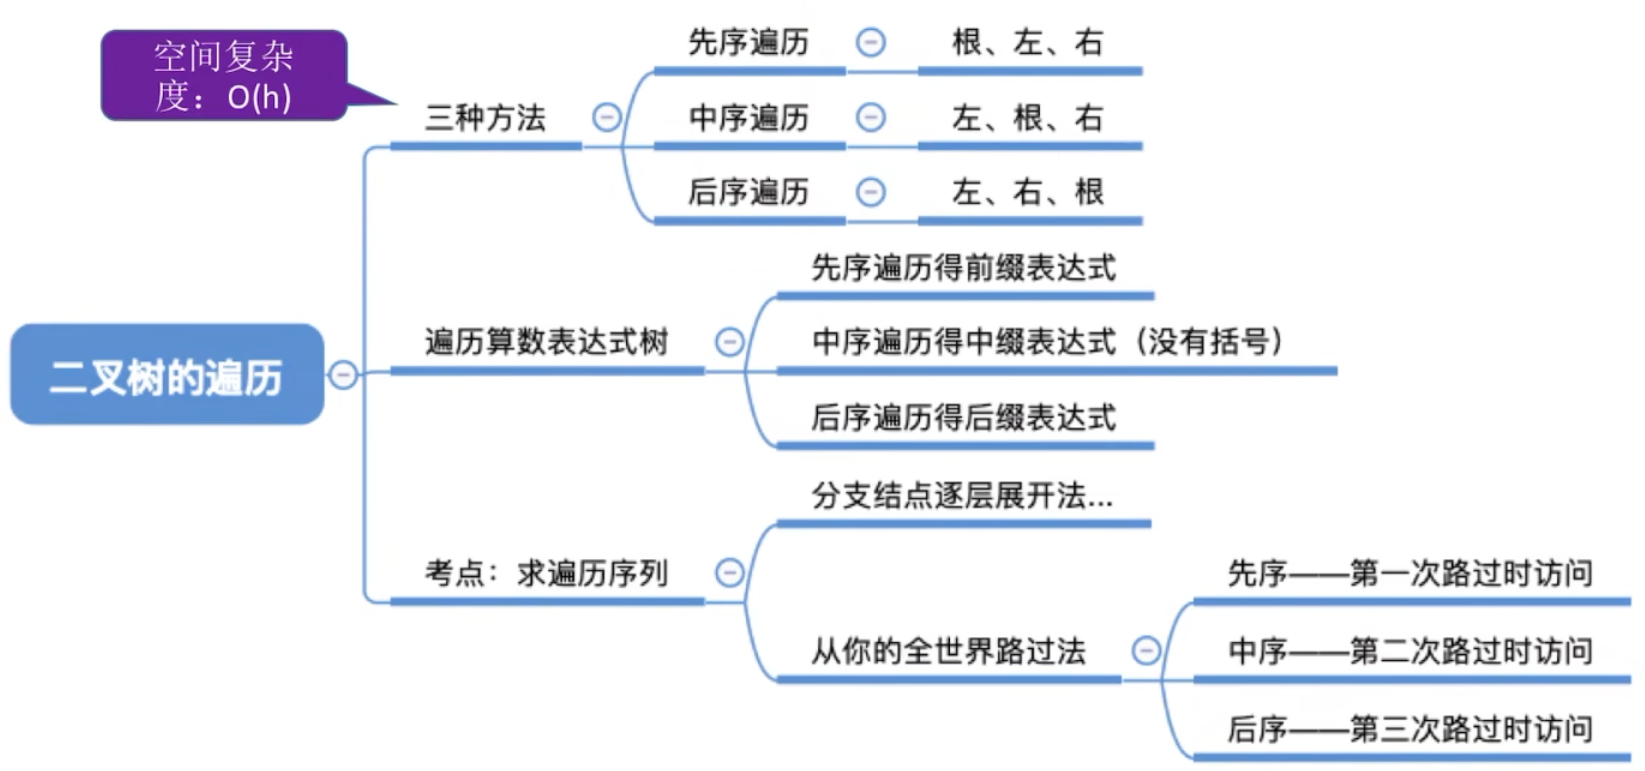 空间复杂
度：O(h)
先序遍历
根、左、右
三种方法
中序遍历
左、根、右
后序遍历
左、右、根
先序遍历得前缀表达式
二叉树的遍历
遍历算数表达式树
中序遍历得中缀表达式（没有括号）
后序遍历得后缀表达式
分支结点逐层展开法...
考点：求遍历序列
从你的全世界路过法
先序——第一次路过时访问
中序——第二次路过时访问
后序——第三次路过时访问